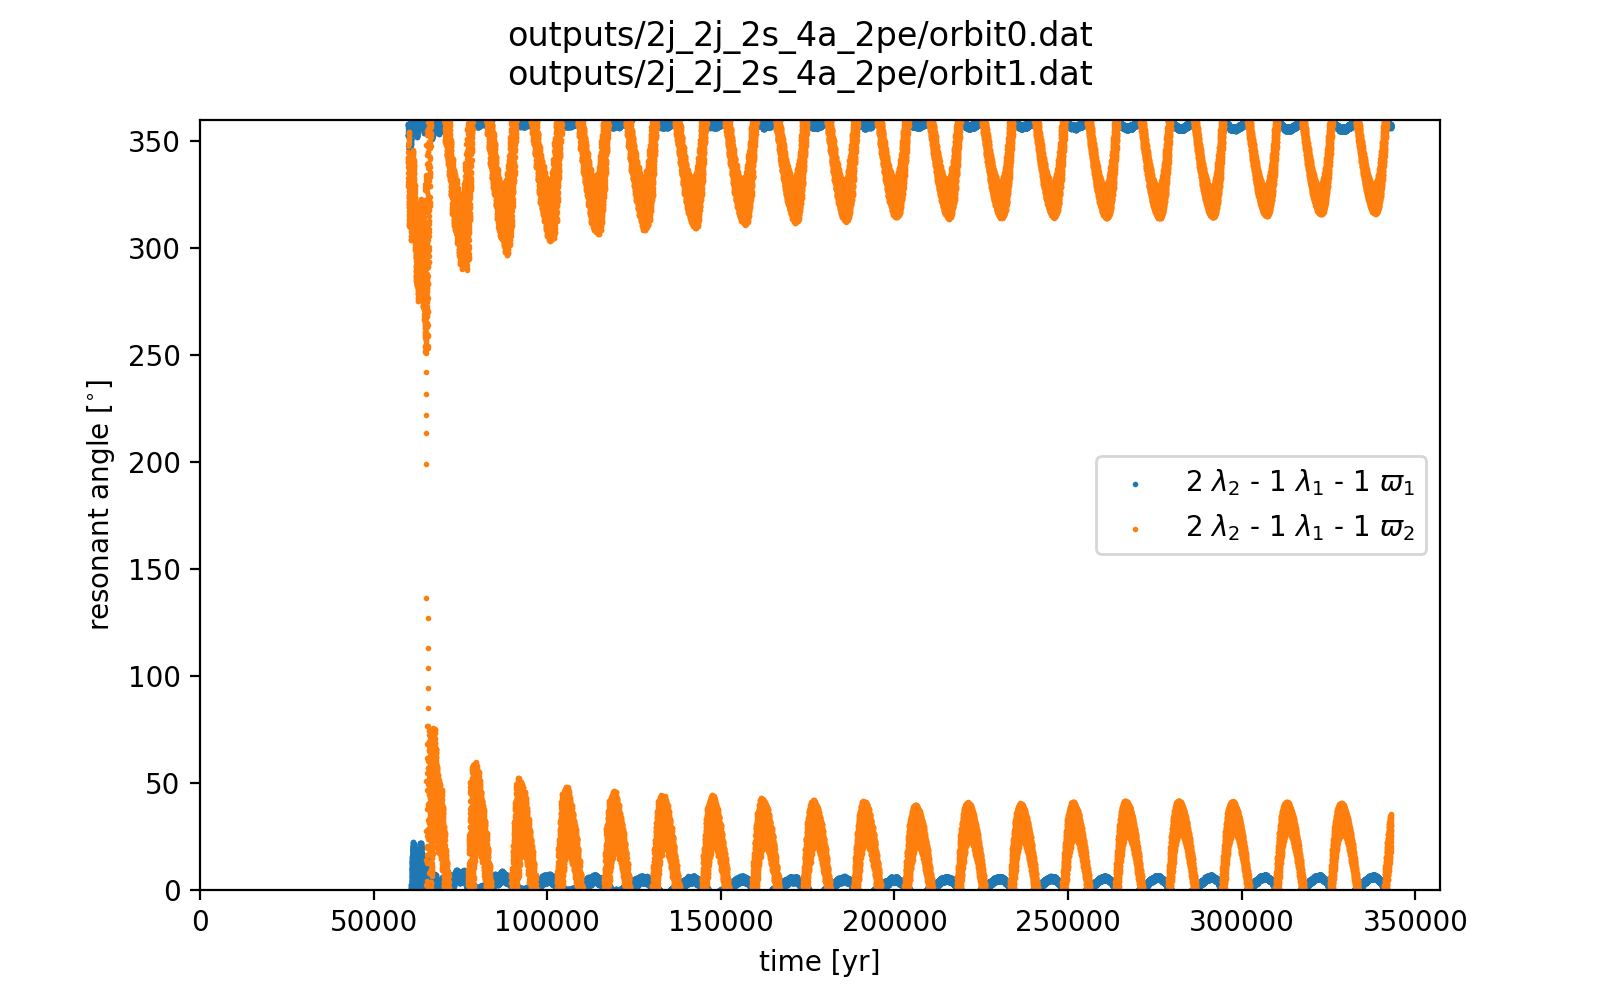 outputs/2j_2j_2s_4a_2pe/orbit0.dat
outputs/2j_2j_2s_4a_2pe/orbit1.dat
350
300
250
200
150
100
50
0
resonant angle [°]
2 λ₂ - 1 λ₁ - 1 ϖ₁
2 λ₂ - 1 λ₁ - 1 ϖ₂
0 50000 100000 150000 200000 250000 300000 350000
time [yr]